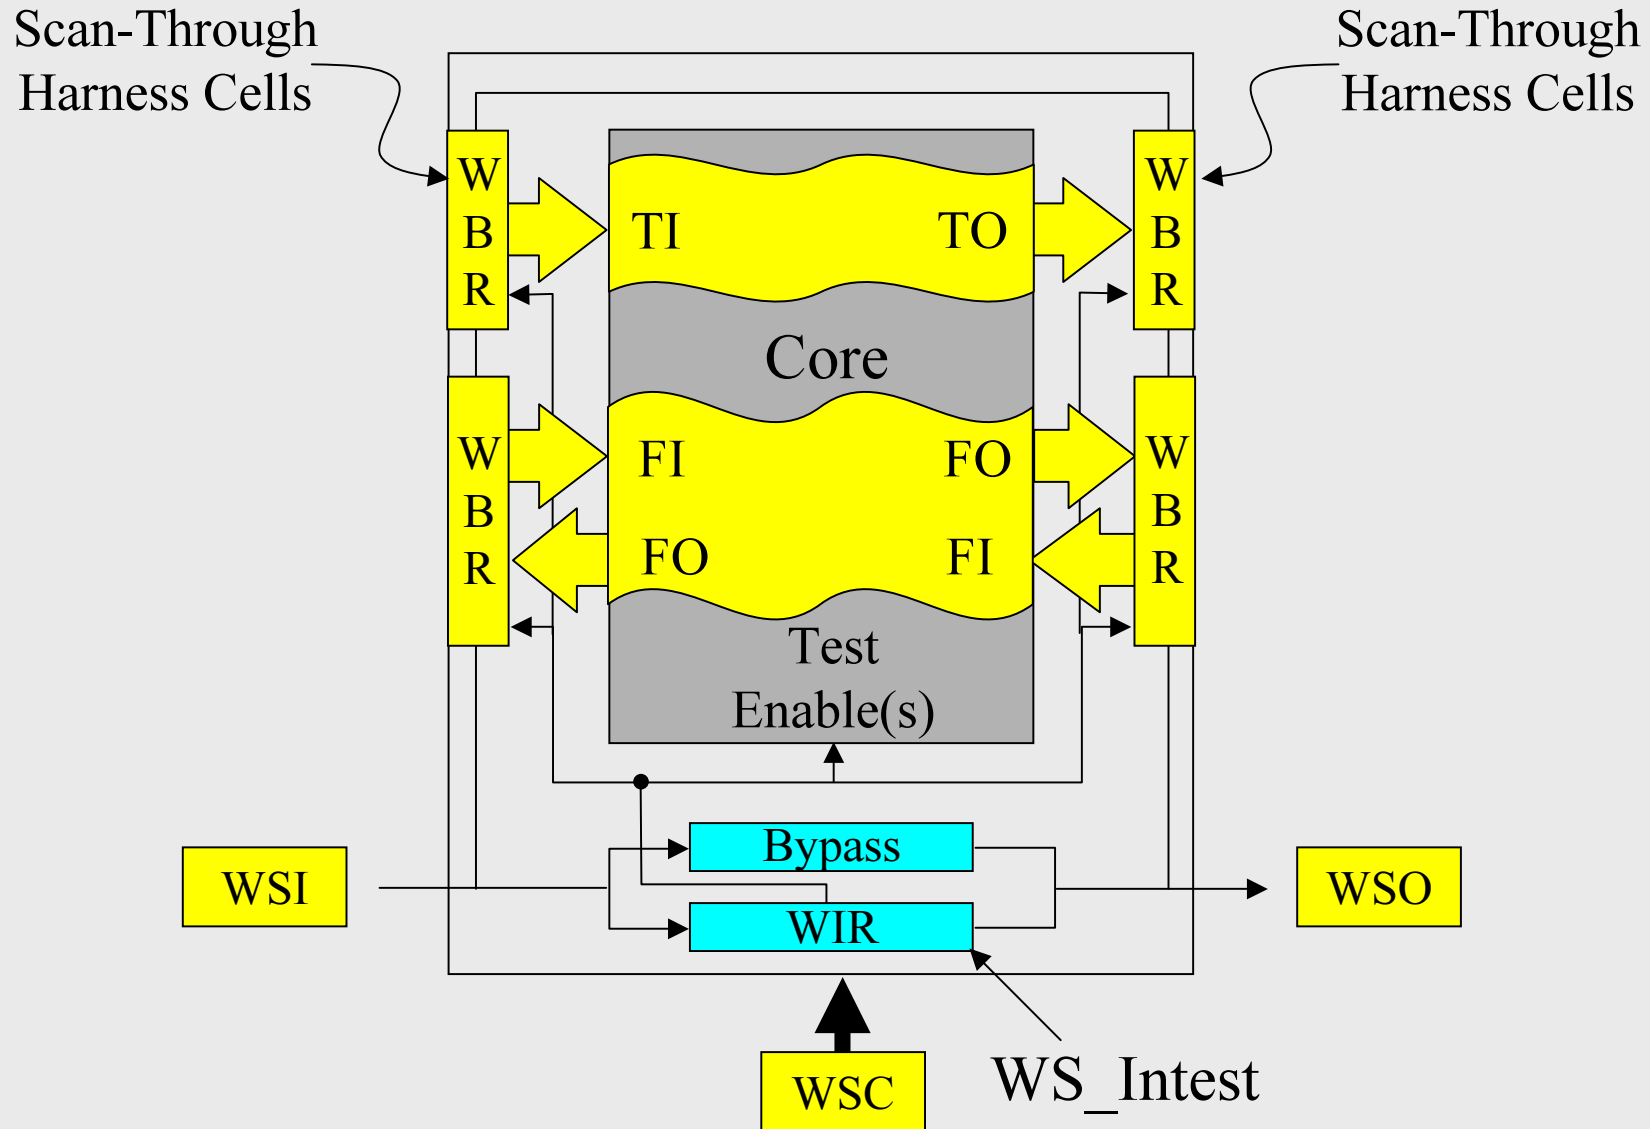 Scan-Through
Harness Cells
Scan-Through
Harness Cells
W
B
R
TI
TO
W
B
R
Core
W
B
R
FI
FO
FO
FI
W
B
R
Test
Enable(s)
Bypass
WSI
WIR
WSO
WS_Intest
WSC